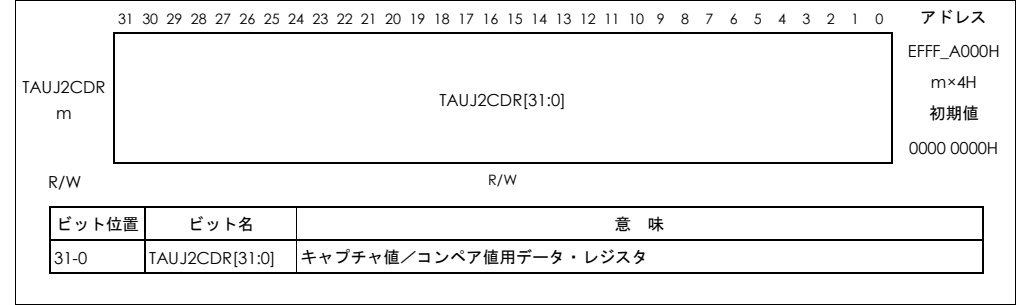 31 30 29 28 27 26 25 24 23 22 21 20 19 18 17 16 15 14 13 12 11 10 9 8 7 6 5 4 3 2 1 0 アドレス
EFFF_A000H
TAUJ2CDR
m
TAUJ2CDR[31:0]
m×4H
初期値
0000 0000H
R/W R/W
ビット位置 ビット名 意 味
31-0 TAUJ2CDR[31:0] キャプチャ値／コンペア値用データ・レジスタ